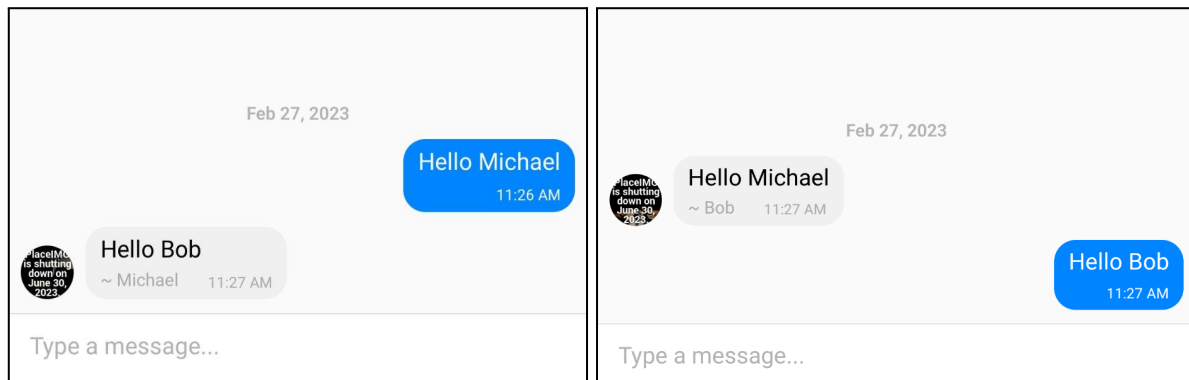 Feb 27, 2023
Hello Michael
11:26 AM
PlaceIMG
is shutting
down on
June 30,
2023.
Hello Bob
~ Michael 11:27 AM
Type a message...
Feb 27, 2023
PlaceIMG
is shutting
down on
June 30,
2023.
Hello Michael
~ Bob 11:27 AM
Hello Bob
11:27 AM
Type a message...